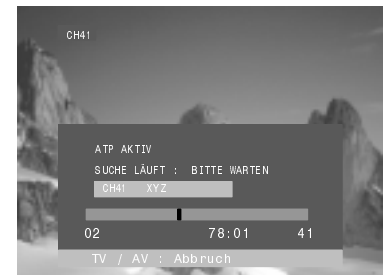 CH41
ATP AKTIV
SUCHE LÄUFT : BITTE WARTEN
CH41 XYZ
02 78:01 41
TV / AV : Abbruch